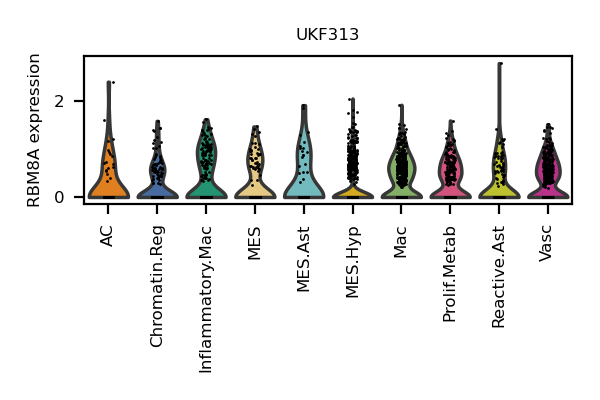 UKF313
RBM8A expression
2
0
AC
Chromatin.Reg
Inflammatory.Mac
MES
MES.Ast
MES.Hyp
Mac
Prolif.Metab
Reactive.Ast
Vasc